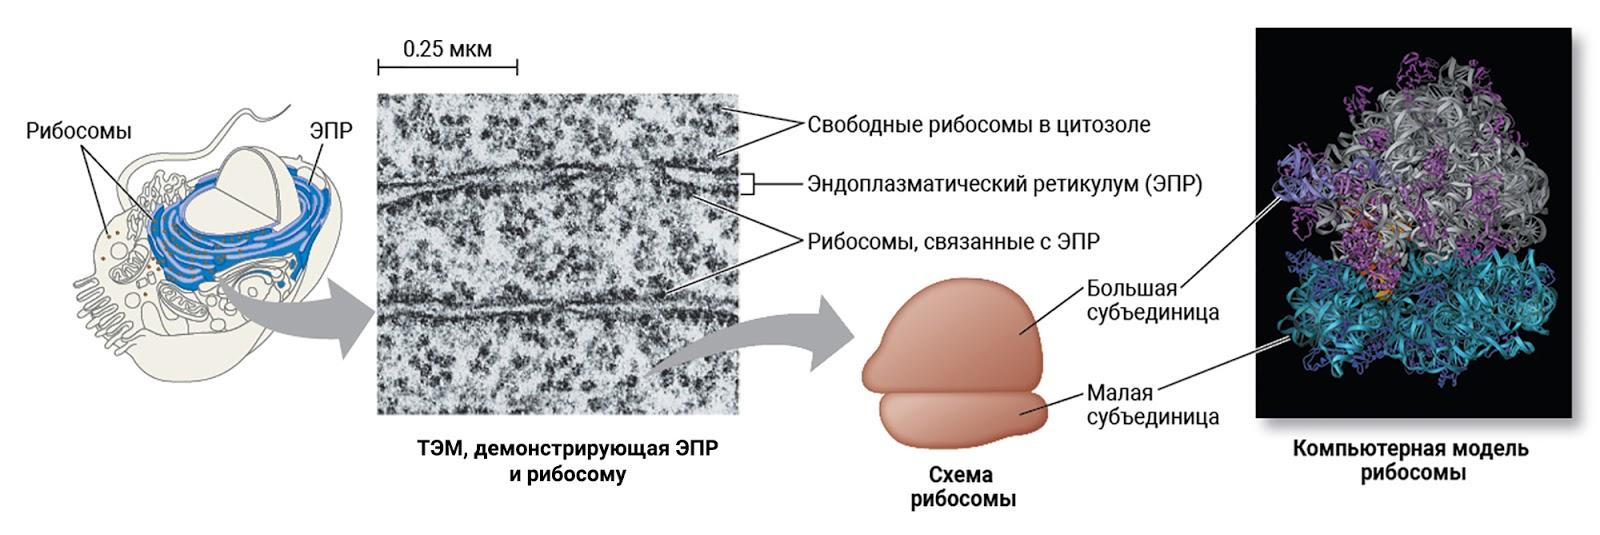 0.25 мкм
Рибосомы
ЭПР
Свободные рибосомы в цитозоле
Эндоплазматический ретикулум (ЭПР)
Рибосомы, связанные с ЭПР
Большая
субъединица
Малая
субъединица
ТЭМ, демонстрирующая ЭПР
и рибосому
Схема
рибосомы
Компьютерная модель
рибосомы